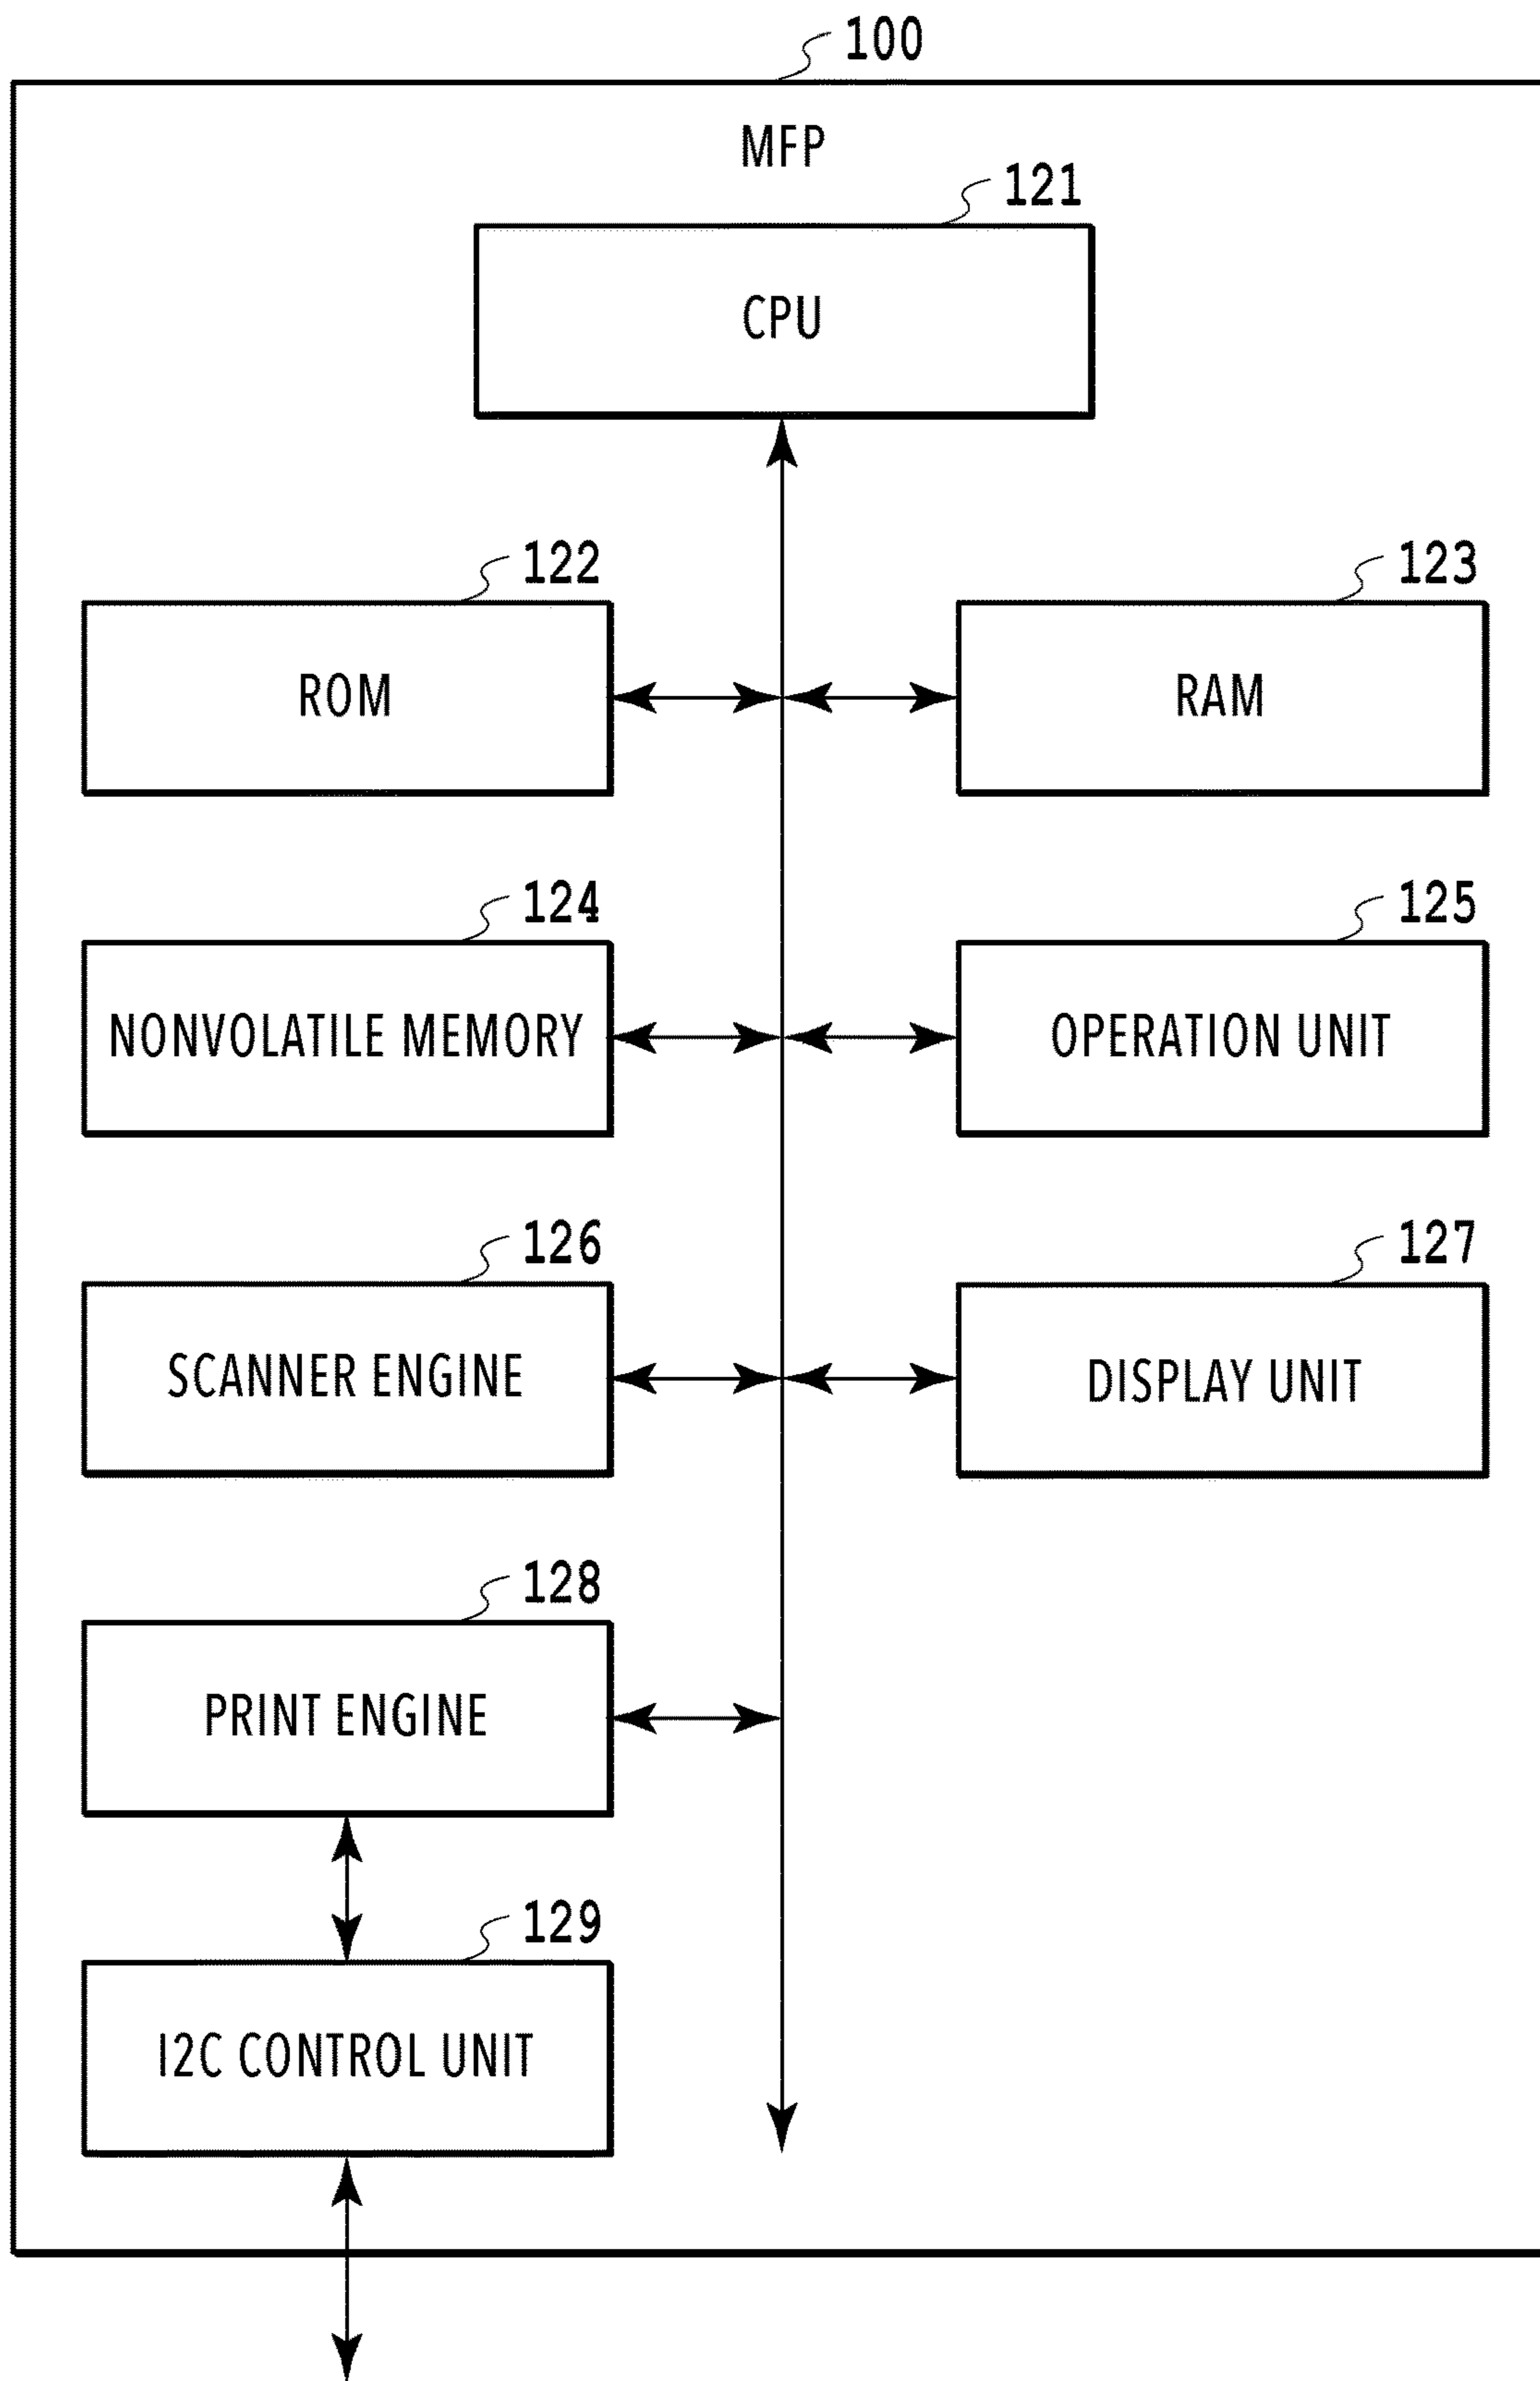 100
MFP
121
CPU
122
ROM
123
RAM
124
NONVOLATILE MEMORY
125
OPERATION UNIT
126
SCANNER ENGINE
127
DISPLAY UNIT
128
PRINT ENGINE
129
I2C CONTROL UNIT